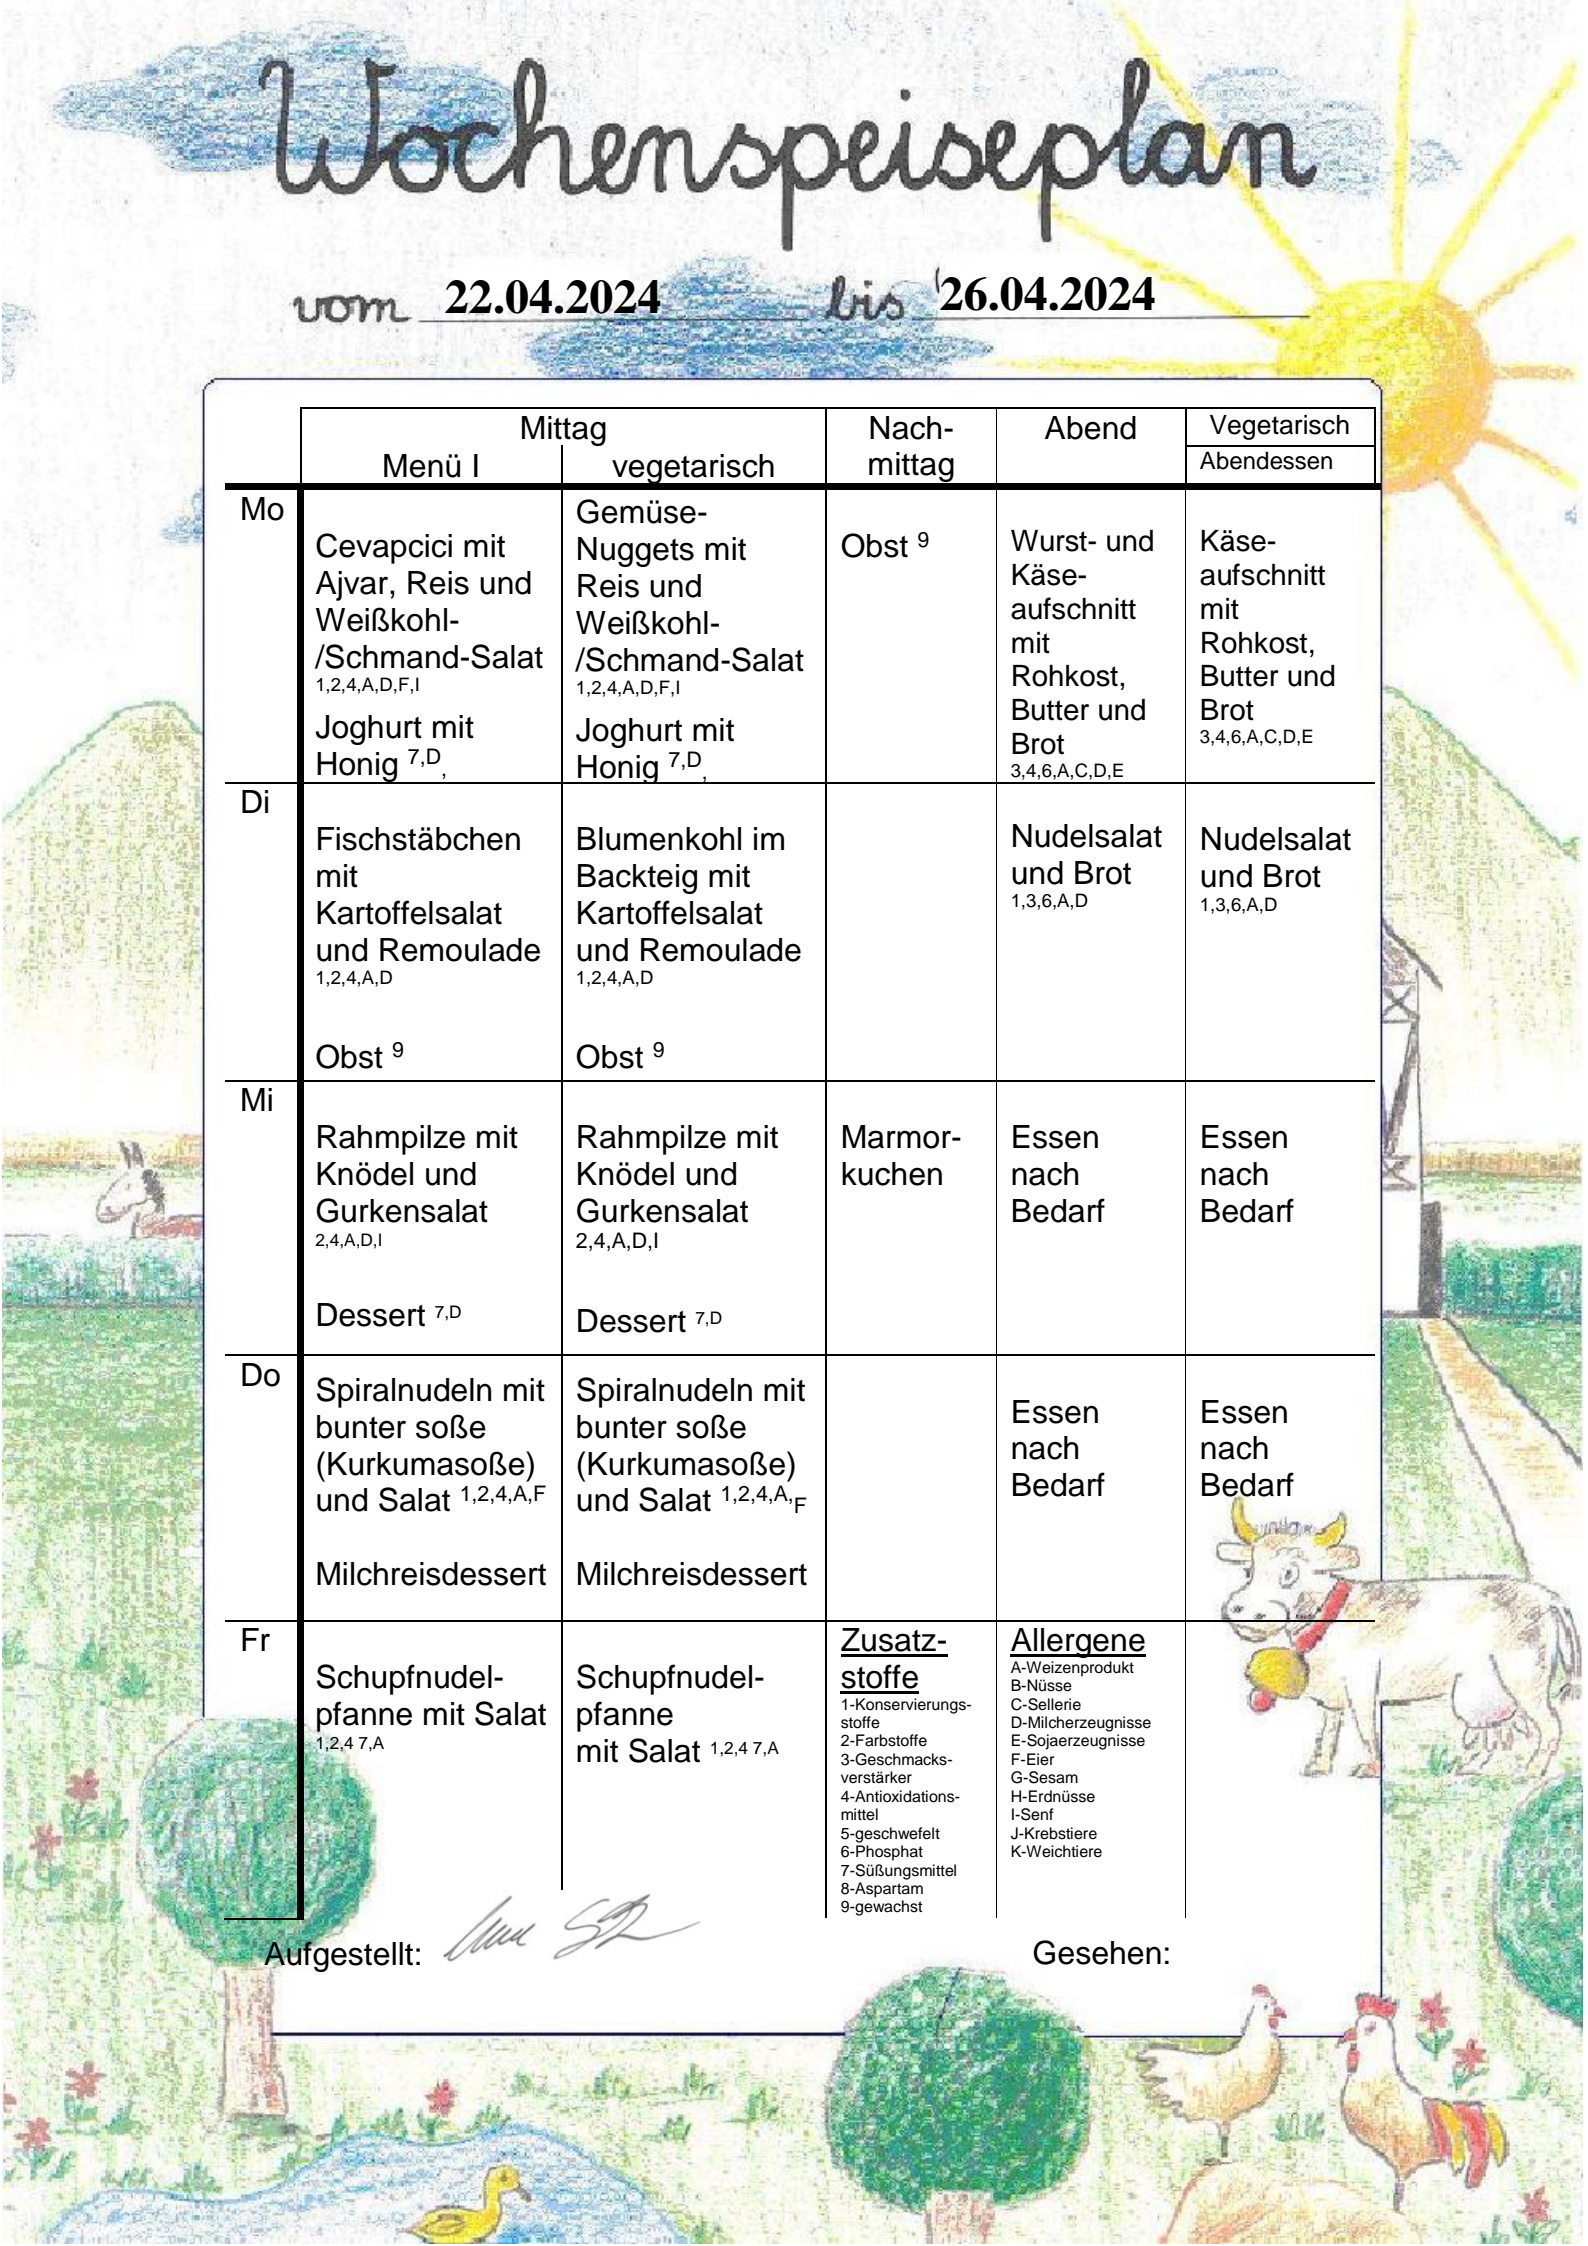 Wochenspeiseplan
vom 22.04.2024 bis 26.04.2024
Mittag
Menü I
vegetarisch
Nach-
mittag
Abend
Vegetarisch
Abendessen
Mo
Cevapcici mit
Ajvar, Reis und
Weißkohl-
/Schmand-Salat
1,2,4,A,D,F,I
Joghurt mit
Honig 7,D,
Gemüse-
Nuggets mit
Reis und
Weißkohl-
/Schmand-Salat
1,2,4,A,D,F,I
Joghurt mit
Honig 7,D,
Obst 9
Wurst- und
Käse-
aufschnitt
mit
Rohkost,
Butter und
Brot
3,4,6,A,C,D,E
Käse-
aufschnitt
mit
Rohkost,
Butter und
Brot
3,4,6,A,C,D,E
Di
Fischstäbchen
mit
Kartoffelsalat
und Remoulade
1,2,4,A,D
Obst 9
Blumenkohl im
Backteig mit
Kartoffelsalat
und Remoulade
1,2,4,A,D
Obst 9
Nudelsalat
und Brot
1,3,6,A,D
Nudelsalat
und Brot
1,3,6,A,D
Mi
Rahmpilze mit
Knödel und
Gurkensalat
2,4,A,D,I
Dessert 7,D
Rahmpilze mit
Knödel und
Gurkensalat
2,4,A,D,I
Dessert 7,D
Marmor-
kuchen
Essen
nach
Bedarf
Essen
nach
Bedarf
Do
Spiralnudeln mit
bunter soße
(Kurkumasoße)
und Salat 1,2,4,A,F
Milchreisdessert
Spiralnudeln mit
bunter soße
(Kurkumasoße)
und Salat 1,2,4,A,F
Milchreisdessert
Essen
nach
Bedarf
Essen
nach
Bedarf
Fr
Schupfnudel-
pfanne mit Salat
1,2,4 7,A
Schupfnudel-
pfanne
mit Salat 1,2,4 7,A
Zusatz-
stoffe
1-Konservierungs-
stoffe
2-Farbstoffe
3-Geschmacks-
verstärker
4-Antioxidations-
mittel
5-geschwefelt
6-Phosphat
7-Süßungsmittel
8-Aspartam
9-gewachst
Allergene
A-Weizenprodukt
B-Nüsse
C-Sellerie
D-Milcherzeugnisse
E-Sojaerzeugnisse
F-Eier
G-Sesam
H-Erdnüsse
I-Senf
J-Krebstiere
K-Weichtiere
Aufgestellt:
Gesehen: